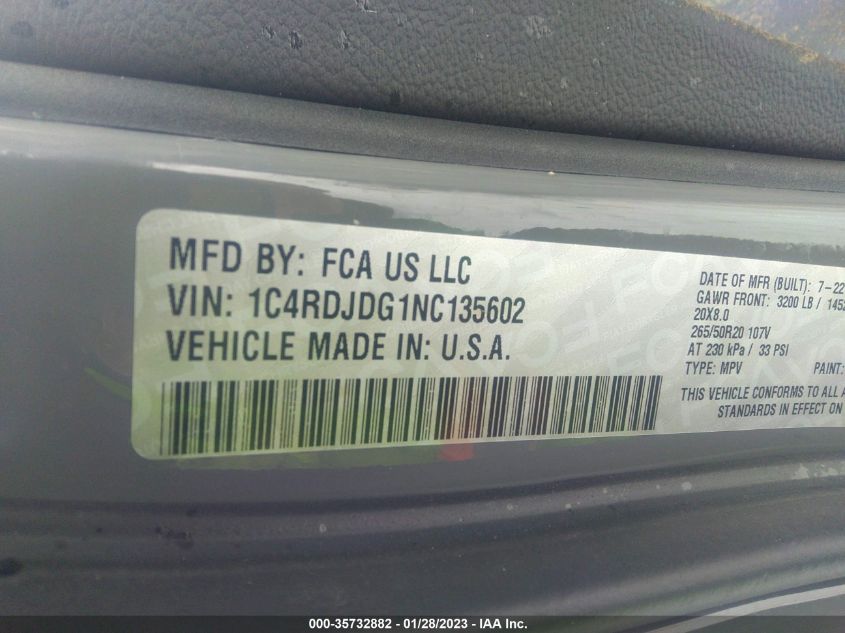 MFD BY: FCA US LLC
VIN: 1C4RDJDG1NC135602
VEHICLE MADE IN: U.S.A.
DATE OF MFR (BUILT): 7-22
GAWR FRONT: 3200 LB / 145
20X8.0
265/50R20 107V
AT 230 kPa / 33 PSI
TYPE: MPV PAINT:
THIS VEHICLE CONFORMS TO ALL A
STANDARDS IN EFFECT ON
000-35732882 - 01/28/2023 - IAA Inc.